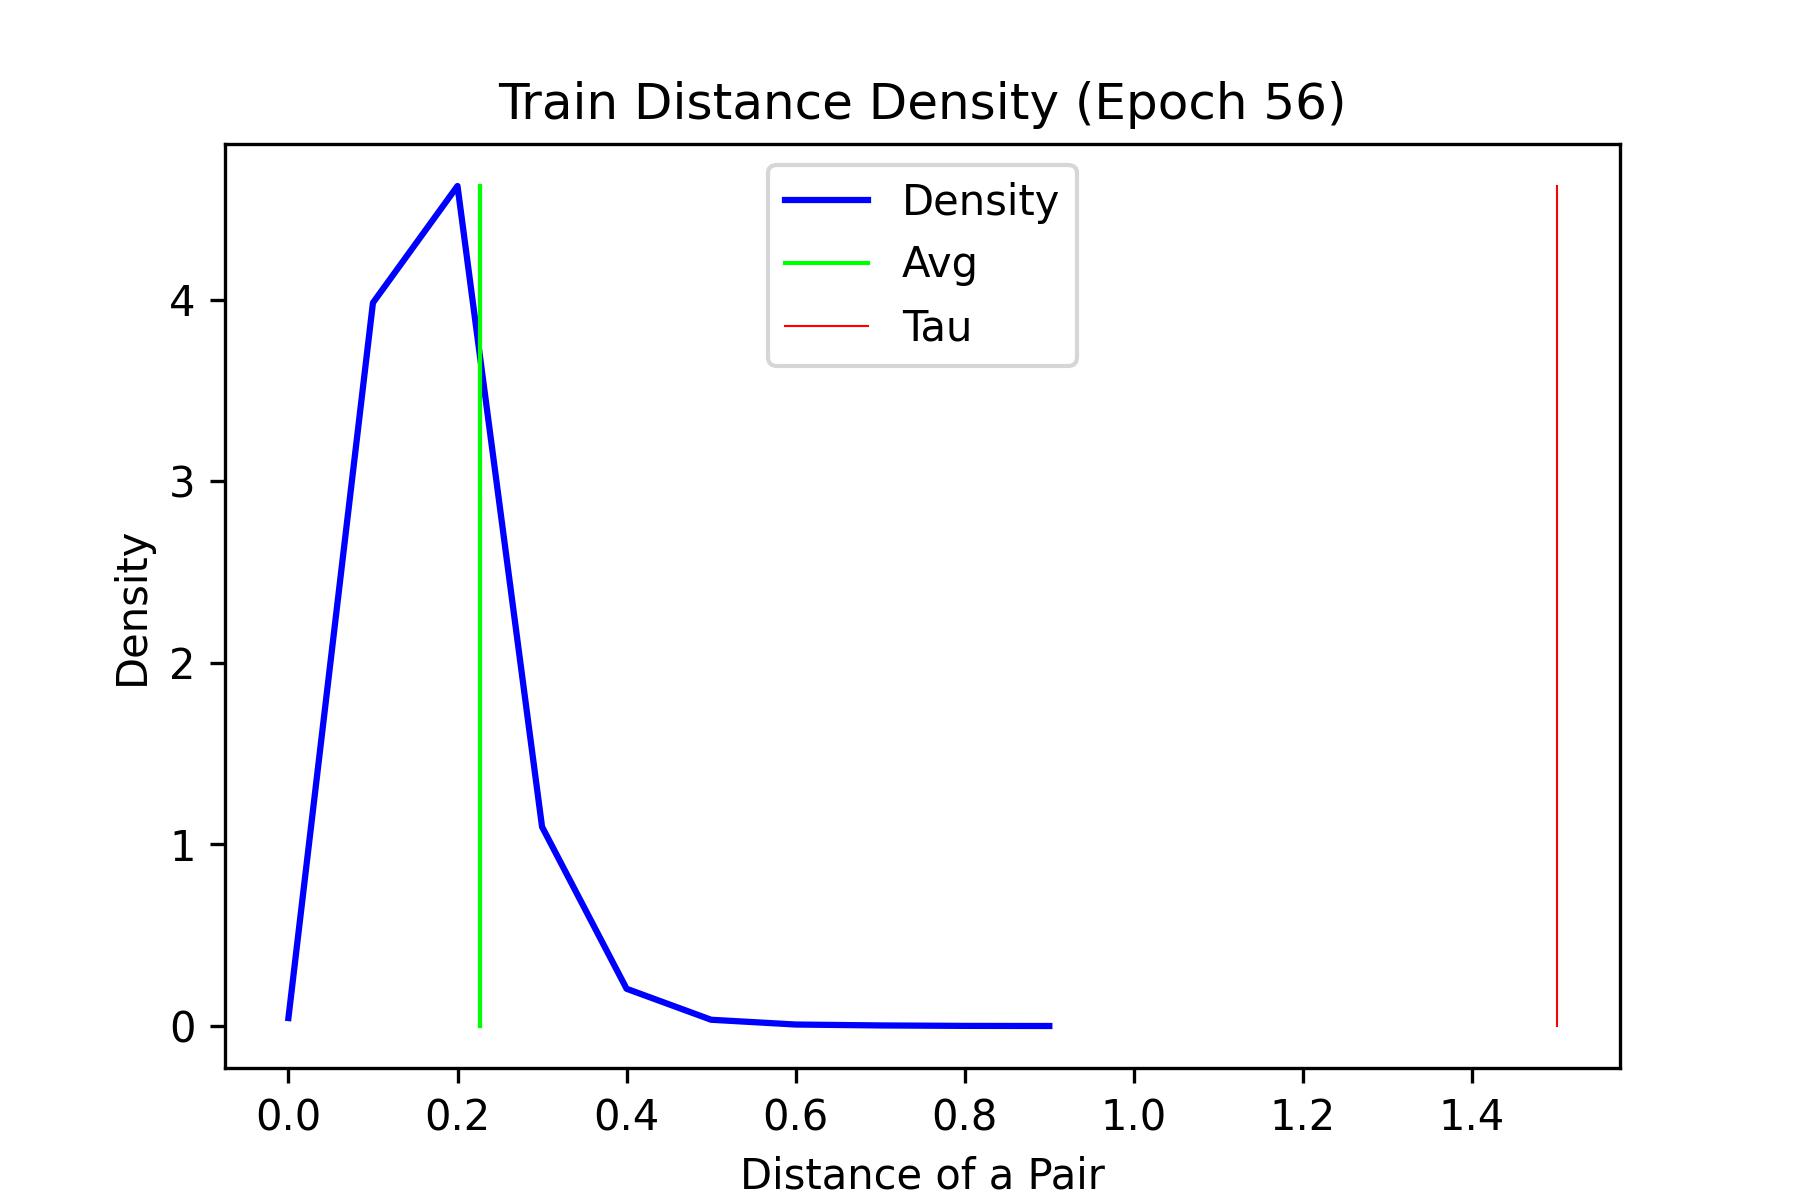 Train Distance Density (Epoch 56)
Density
Avg
Tau
Density
4
3
2
1
0
0.0 0.2 0.4 0.6 0.8 1.0 1.2 1.4
Distance of a Pair